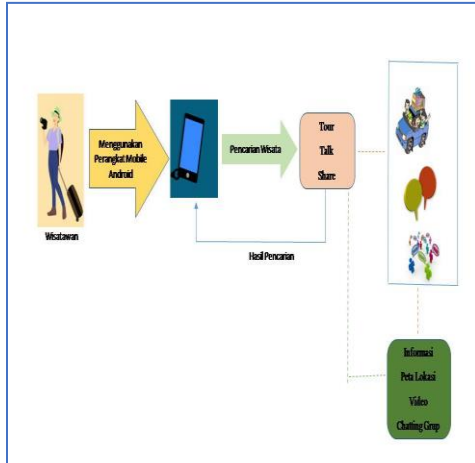 Wisatawan
Menggunakan
Perangkat Mobile
Android
Pencarian Wisata
Tour
Talk
Share
Hasil Pencarian
Informasi
Peta Lokasi
Video
Chatting Grup